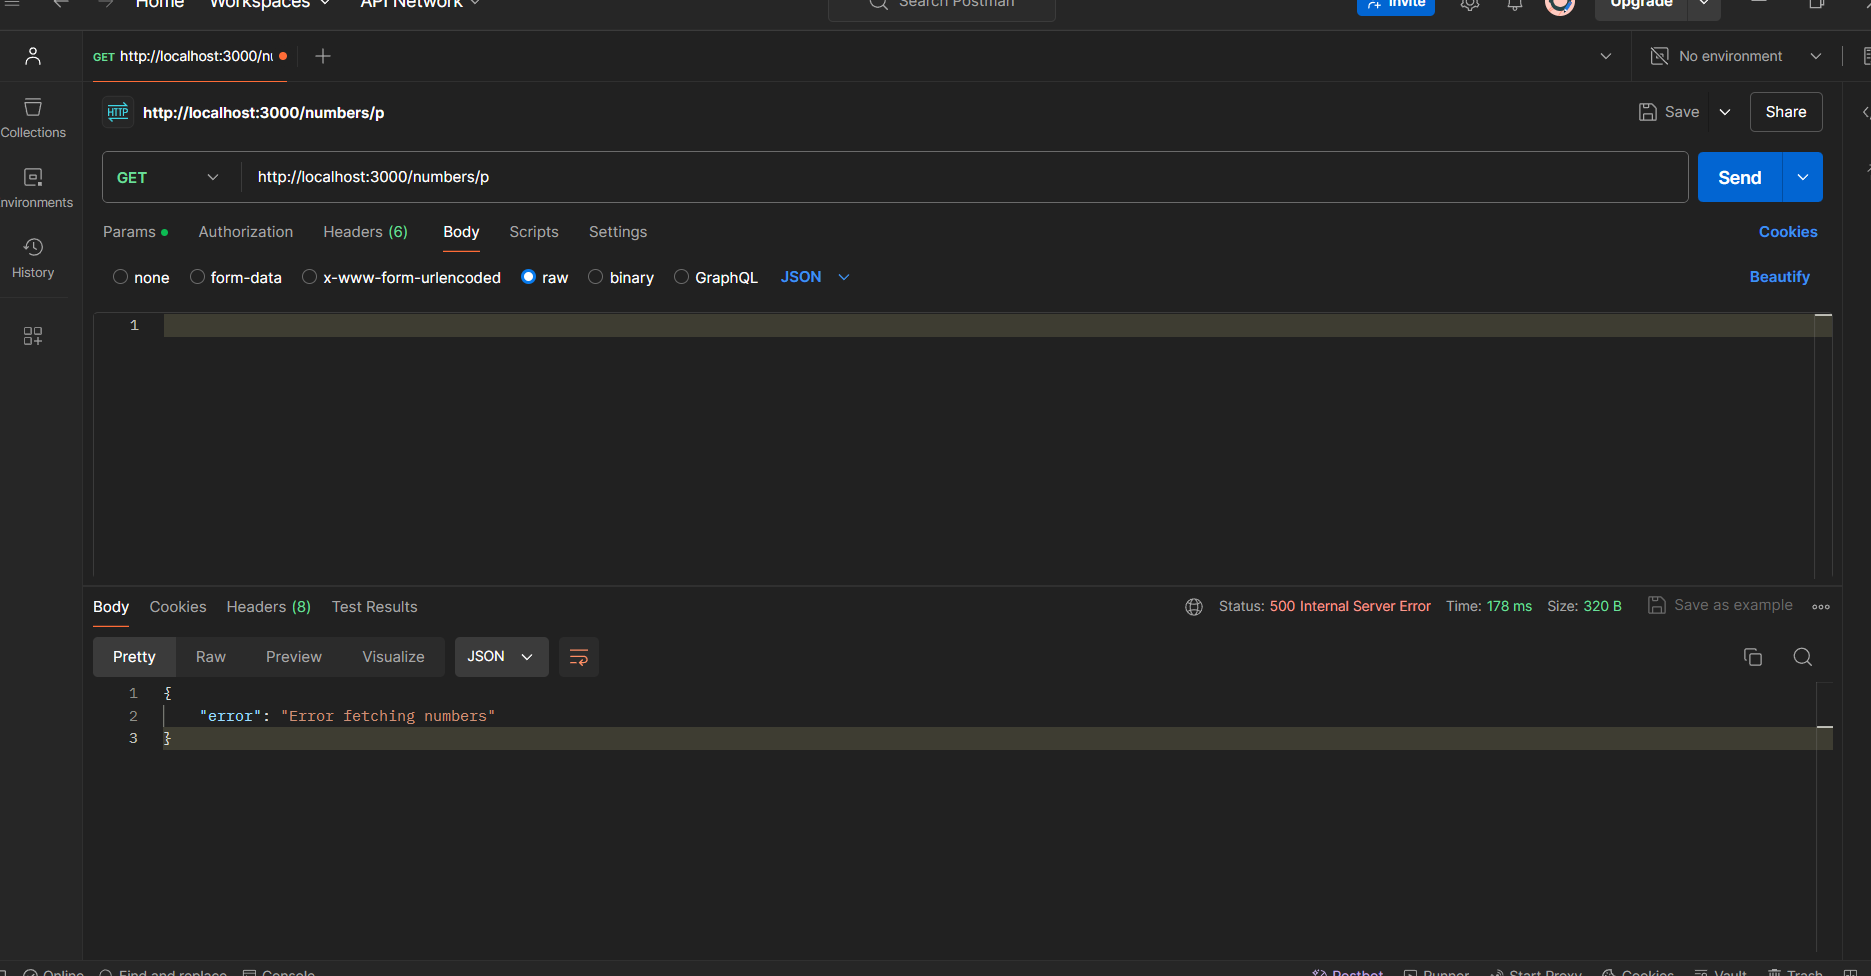 Home Workspaces API Network Search Postman Invite Upgrade
GET http://localhost:3000/nu No environment
HTTP http://localhost:3000/numbers/p Save Share
Collections
GET http://localhost:3000/numbers/p Send
nvironments
Params Authorization Headers (6) Body Scripts Settings Cookies
History
none form-data x-www-form-urlencoded raw binary GraphQL JSON Beautify
1
Body Cookies Headers (8) Test Results Status: 500 Internal Server Error Time: 178 ms Size: 320 B Save as example
Pretty Raw Preview Visualize JSON
1 {
2 "error": "Error fetching numbers"
3 }
Online Find and replace Console Postbot Runner Start Proxy Cookies Vault Trash